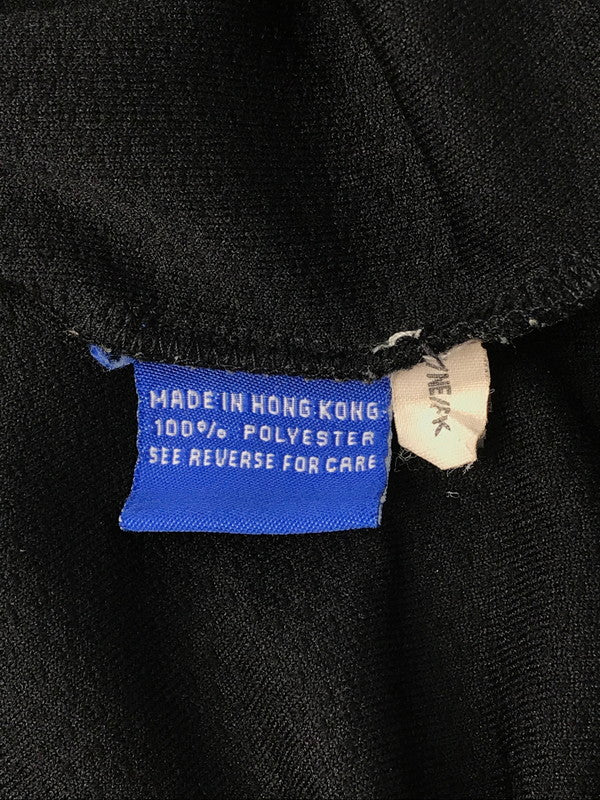 MADE IN HONG KONG
100% POLYESTER
SEE REVERSE FOR CARE